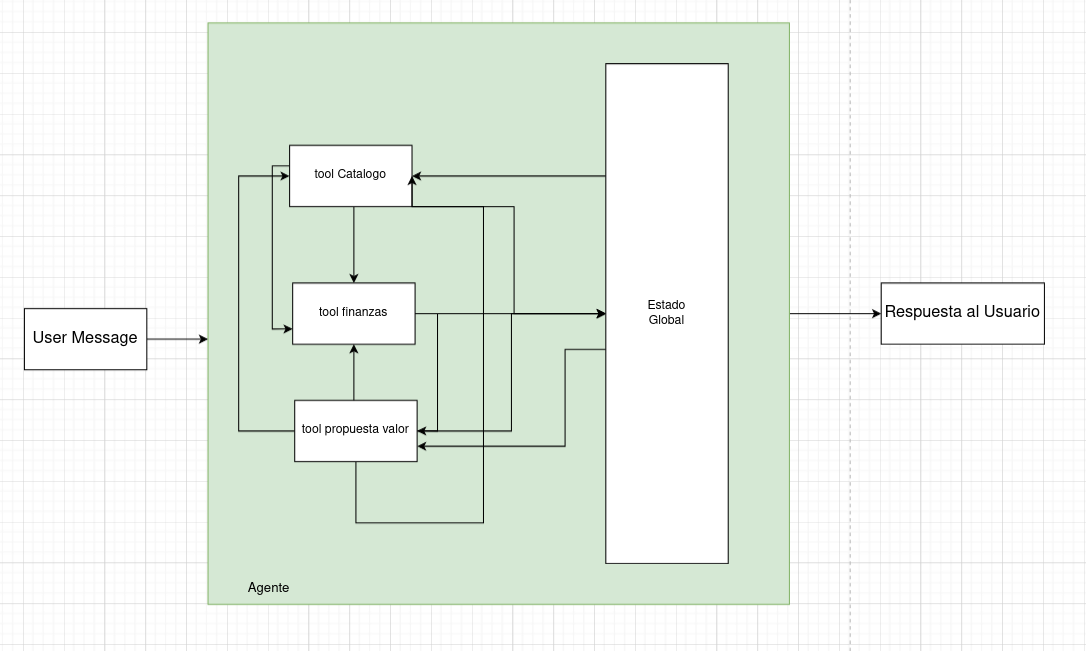 tool Catalogo
tool finanzas
Estado
Global
User Message
Respuesta al Usuario
tool propuesta valor
Agente